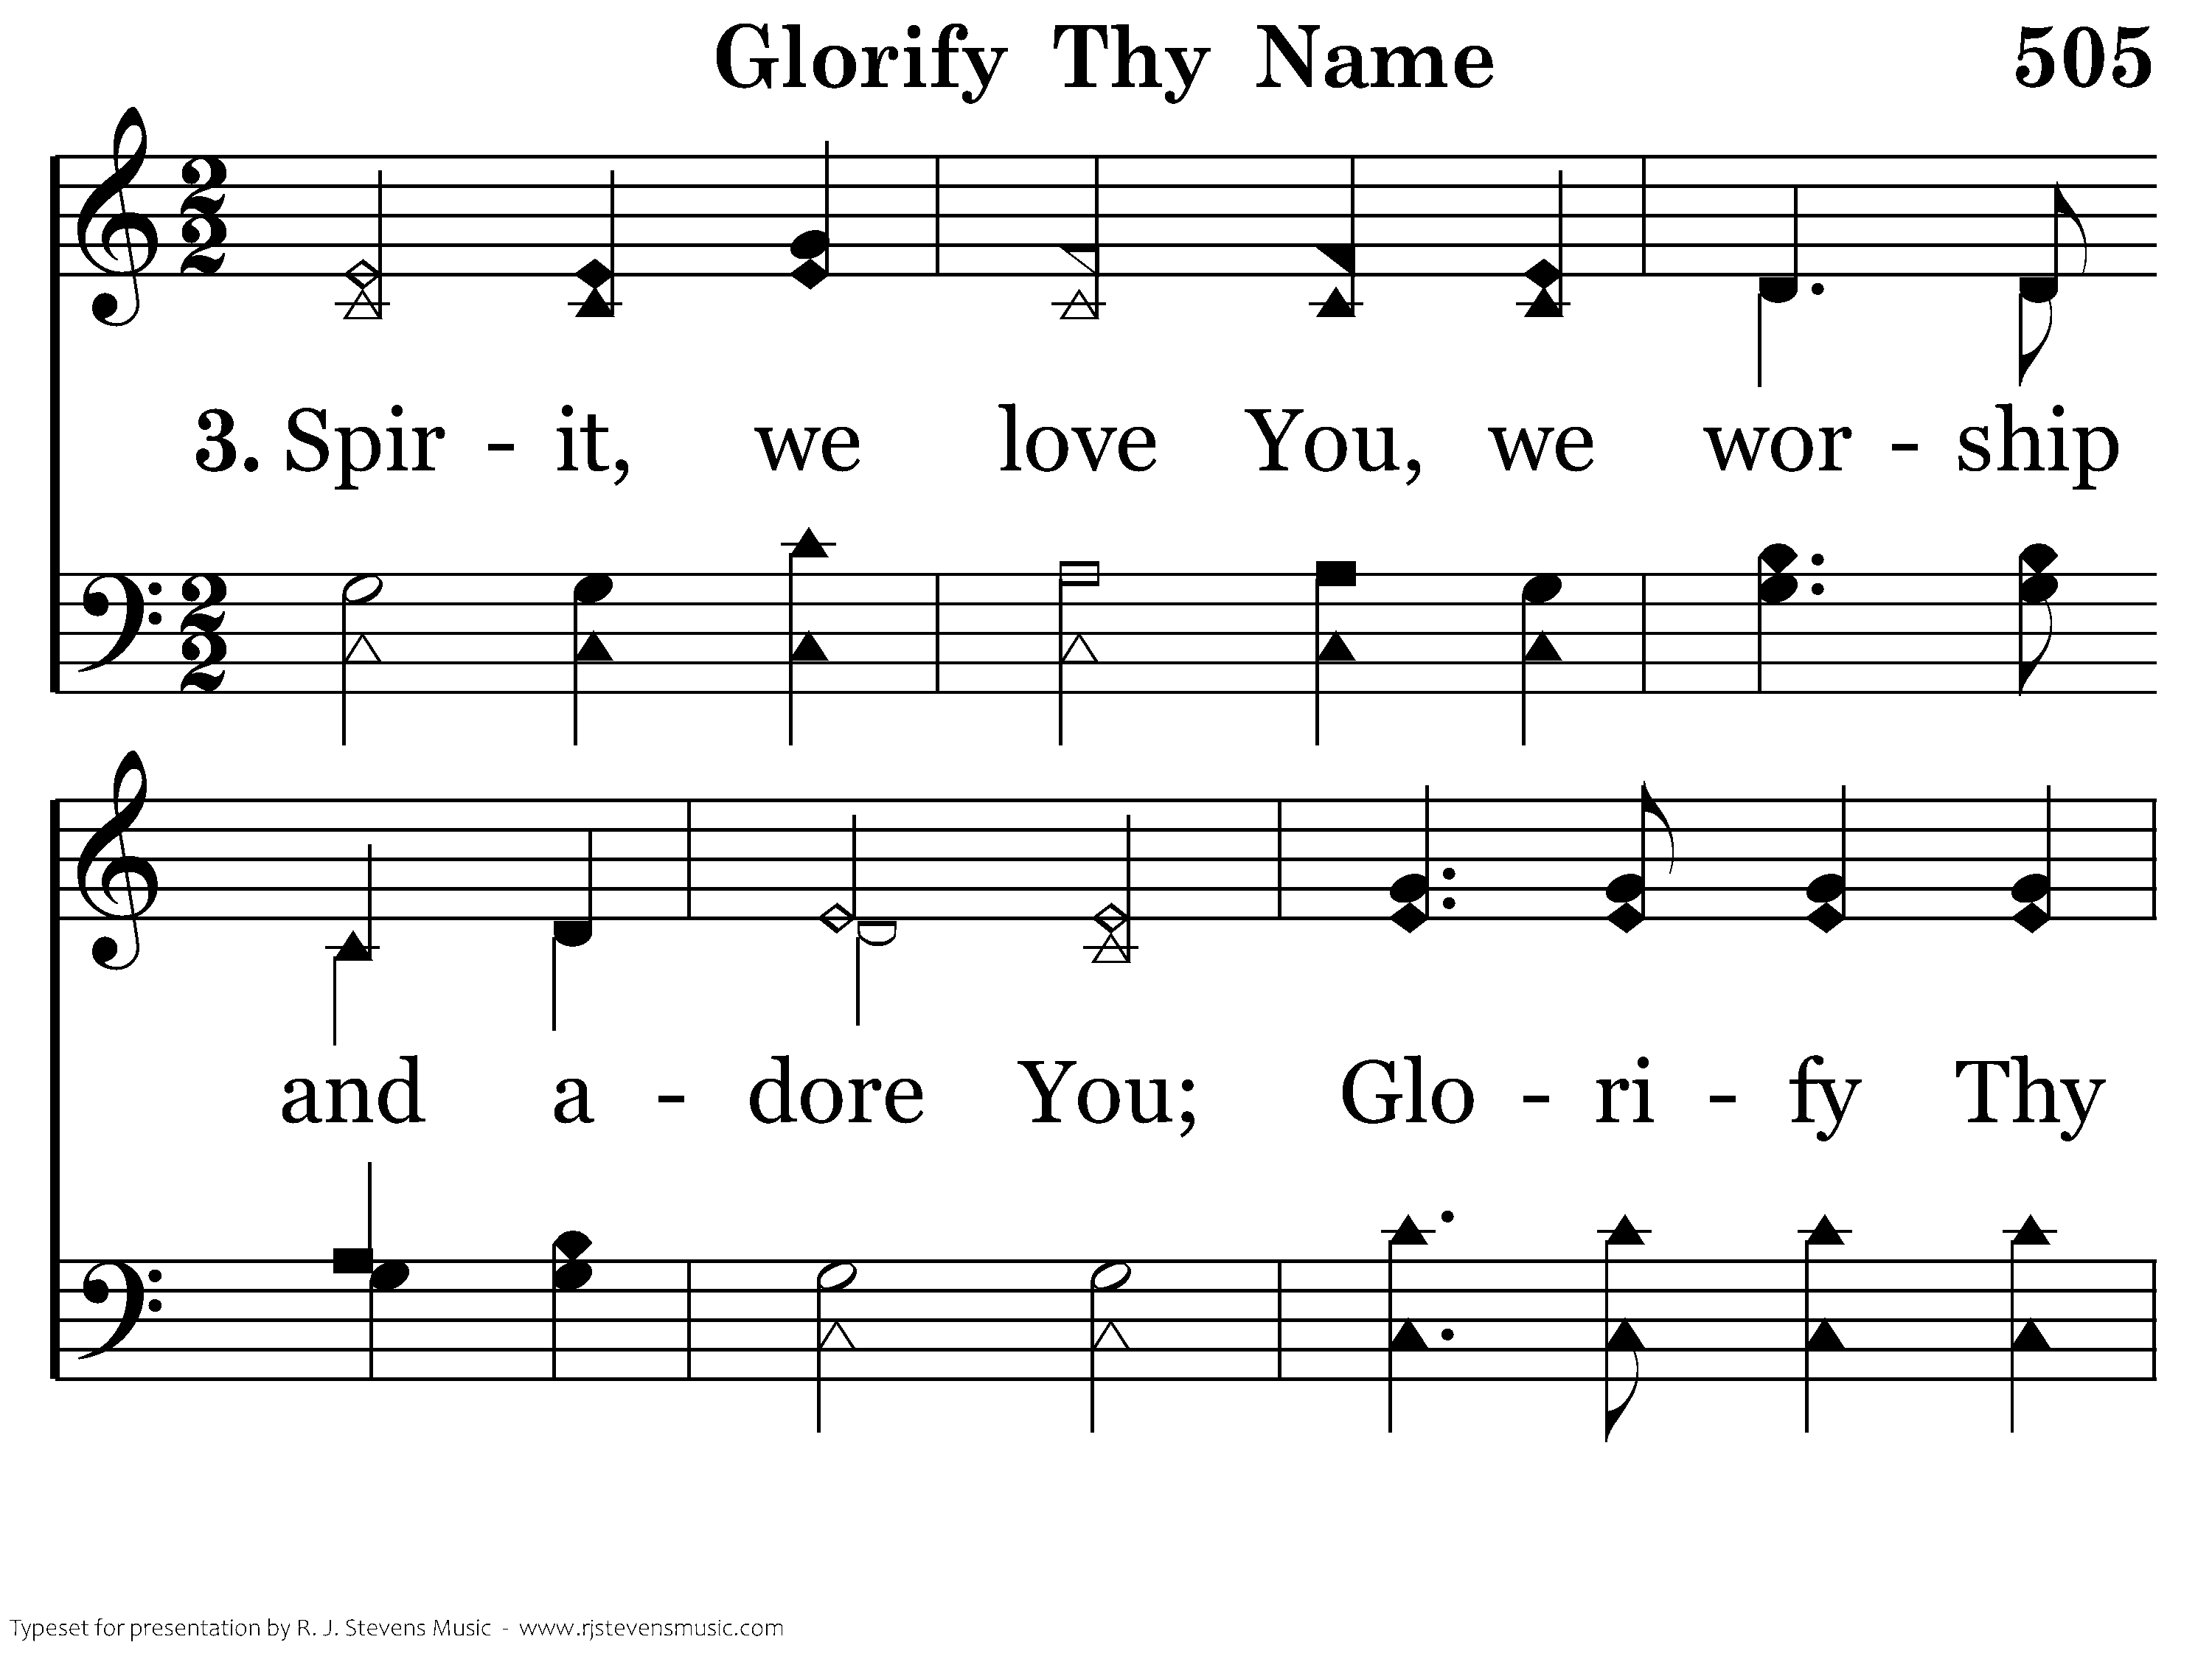 Glorify Thy Name 505
3. Spir - it, we love You, we wor - ship
and a - dore You; Glo - ri - fy Thy
Typeset for presentation by R. J. Stevens Music - www.rjstevensmusic.com